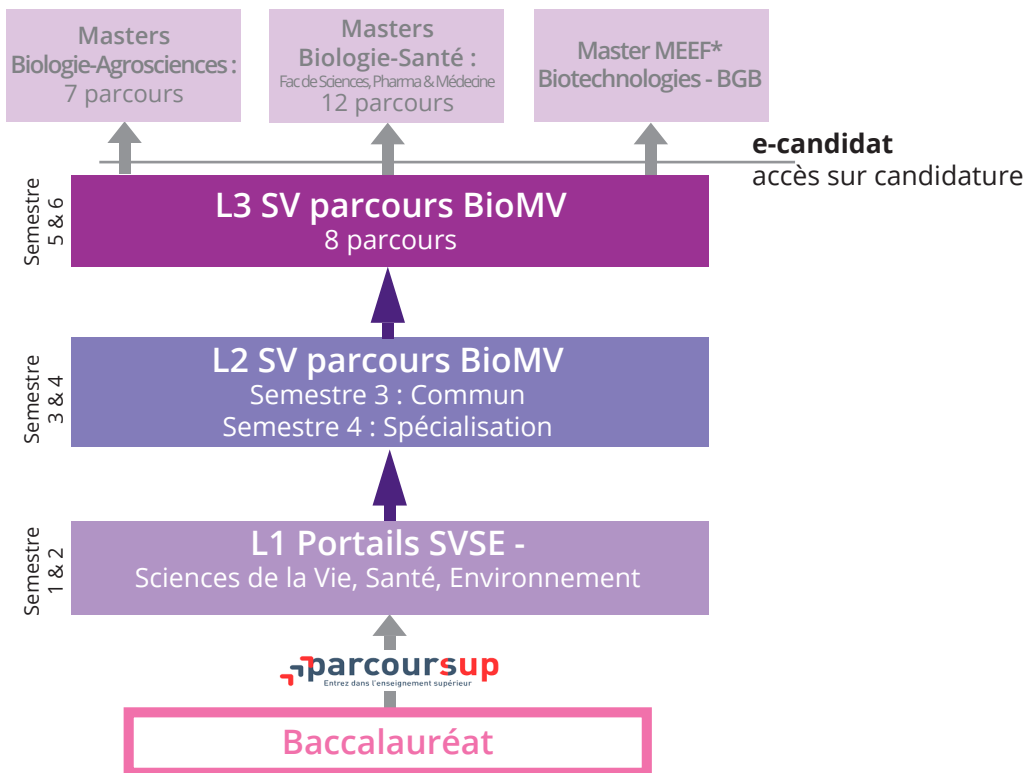 Masters
Biologie-Agrosciences :
7 parcours
Masters
Biologie-Santé :
Fac de Sciences, Pharma & Médecine
12 parcours
Master MEEF*
Biotechnologies - BGB
e-candidat
accès sur candidature
Semestre
5 & 6
L3 SV parcours BioMV
8 parcours
Semestre
3 & 4
L2 SV parcours BioMV
Semestre 3 : Commun
Semestre 4 : Spécialisation
Semestre
1 & 2
L1 Portails SVSE -
Sciences de la Vie, Santé, Environnement
parcoursup
Entrez dans l'enseignement supérieur
Baccalauréat